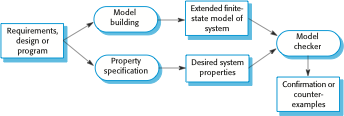 Requirements,
design or
program
Model
building
Extended finite-
state model of
system
Property
specification
Desired system
properties
Model
checker
Confirmation or
counter-
examples